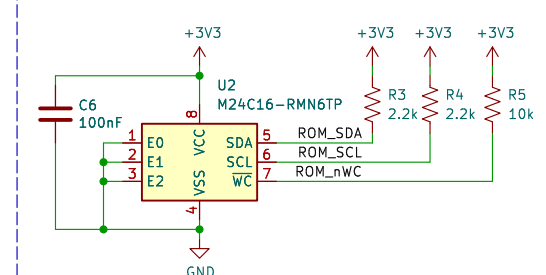 +3V3
+3V3
+3V3
+3V3
U2
M24C16-RMN6TP
C6
100nF
R3
2.2k
R4
2.2k
R5
10k
8
VCC
1
E0
2
E1
3
E2
SDA
5
ROM_SDA
SCL
6
ROM_SCL
WC
7
ROM_nWC
VSS
4
GND